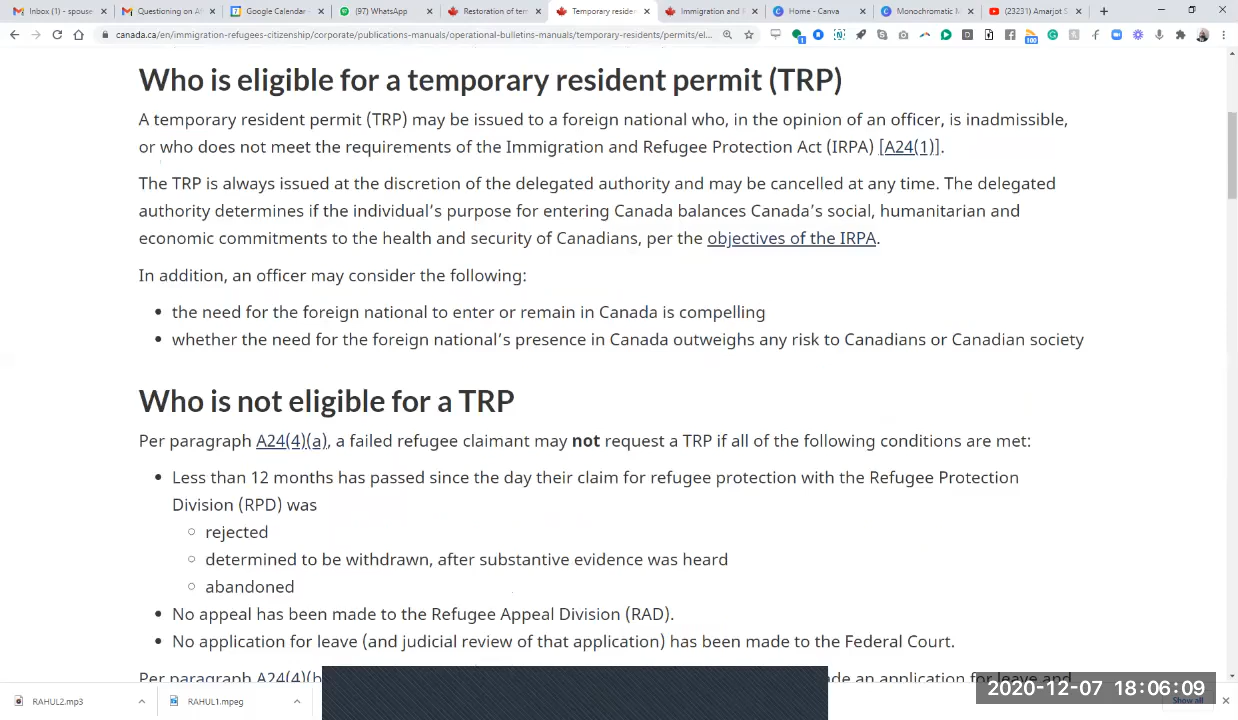 Inbox (1) - spouse
Questioning on A
Google Calendar
(97) WhatsApp
Restoration of tem
Temporary resider
Immigration and
Home - Canva
Monochromatic
(23231) Amarjot S
canada.ca/en/immigration-refugees-citizenship/corporate/publications-manuals/operational-bulletins-manuals/temporary-residents/permits/el...
Who is eligible for a temporary resident permit (TRP)
A temporary resident permit (TRP) may be issued to a foreign national who, in the opinion of an officer, is inadmissible,
or who does not meet the requirements of the Immigration and Refugee Protection Act (IRPA) [A24(1)].
The TRP is always issued at the discretion of the delegated authority and may be cancelled at any time. The delegated
authority determines if the individual's purpose for entering Canada balances Canada's social, humanitarian and
economic commitments to the health and security of Canadians, per the objectives of the IRPA.
In addition, an officer may consider the following:
the need for the foreign national to enter or remain in Canada is compelling
whether the need for the foreign national's presence in Canada outweighs any risk to Canadians or Canadian society
Who is not eligible for a TRP
Per paragraph A24(4)(a), a failed refugee claimant may not request a TRP if all of the following conditions are met:
Less than 12 months has passed since the day their claim for refugee protection with the Refugee Protection
Division (RPD) was
rejected
determined to be withdrawn, after substantive evidence was heard
abandoned
No appeal has been made to the Refugee Appeal Division (RAD).
No application for leave (and judicial review of that application) has been made to the Federal Court.
Per paragraph A24(4)(b
de an application for leave and
RAHUL2.mp3
RAHUL1.mpeg
2020-12-07 18:06:09
Show all